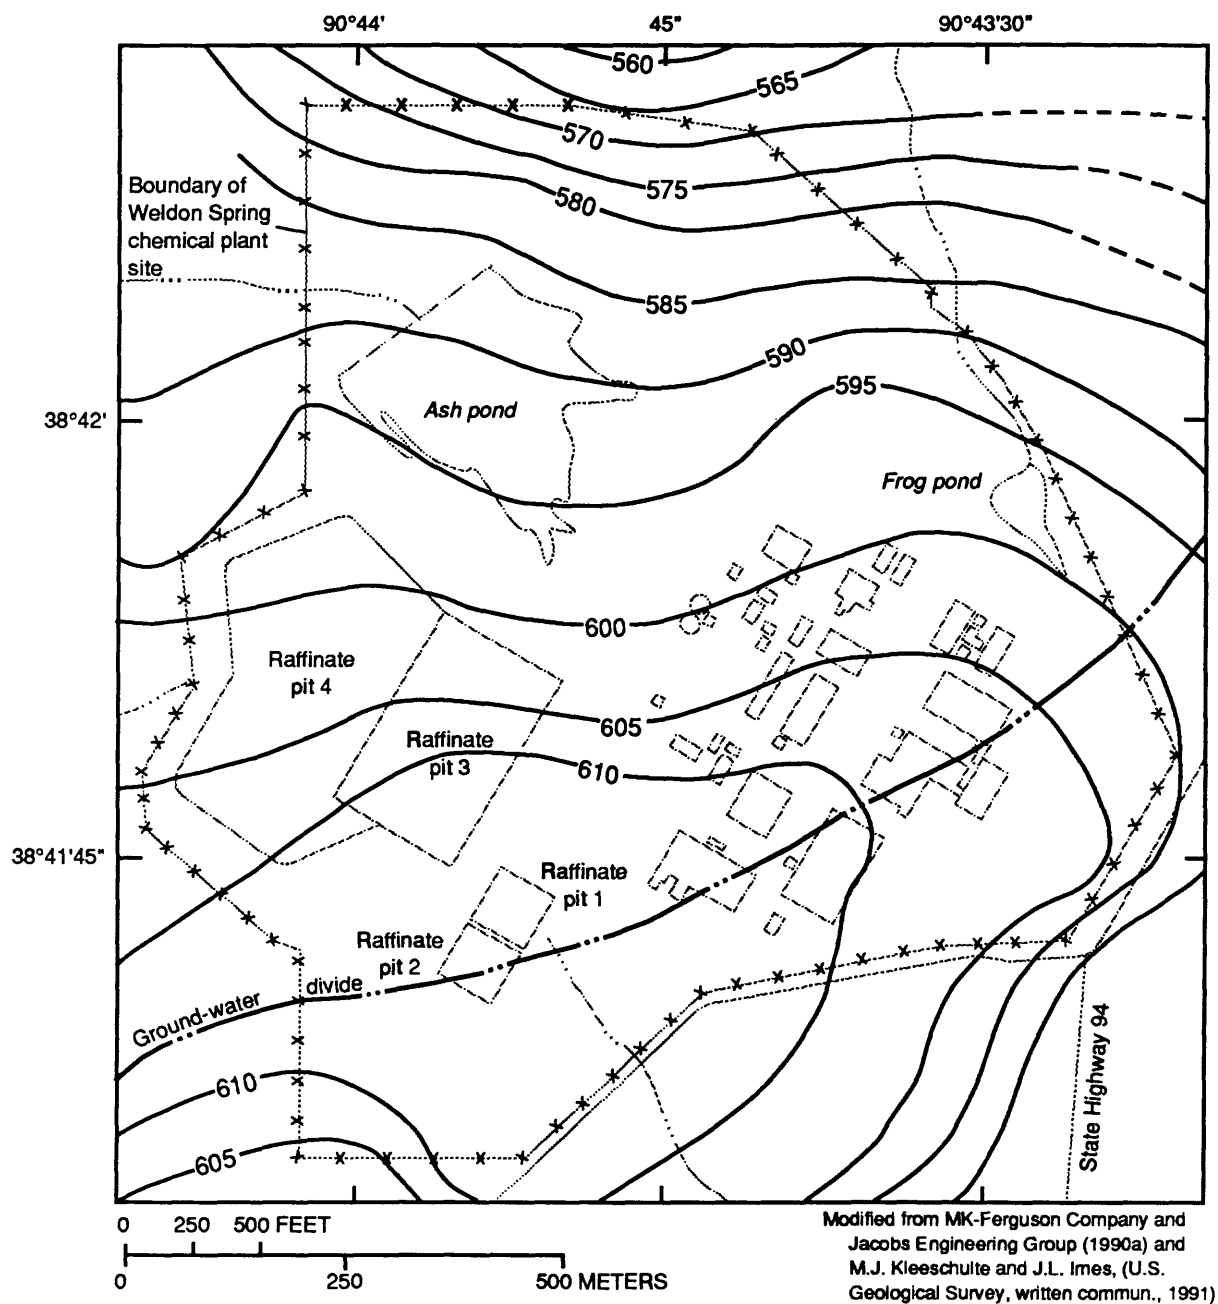 90°44'
45"
90°43'30"
560
565
570
575
580
Boundary of
Weldon Spring
chemical plant
site
585
590
595
38°42'
Ash pond
Frog pond
600
Raffinate
pit 4
605
Raffinate
pit 3
610
38°41'45"
Raffinate
pit 1
Raffinate
pit 2
Ground-water
divide
610
605
State Highway 94
0 250 500 FEET
0 250 500 METERS
Modified from MK-Ferguson Company and
Jacobs Engineering Group (1990a) and
M.J. Kleeschulte and J.L. Imes, (U.S.
Geological Survey, written commun., 1991)